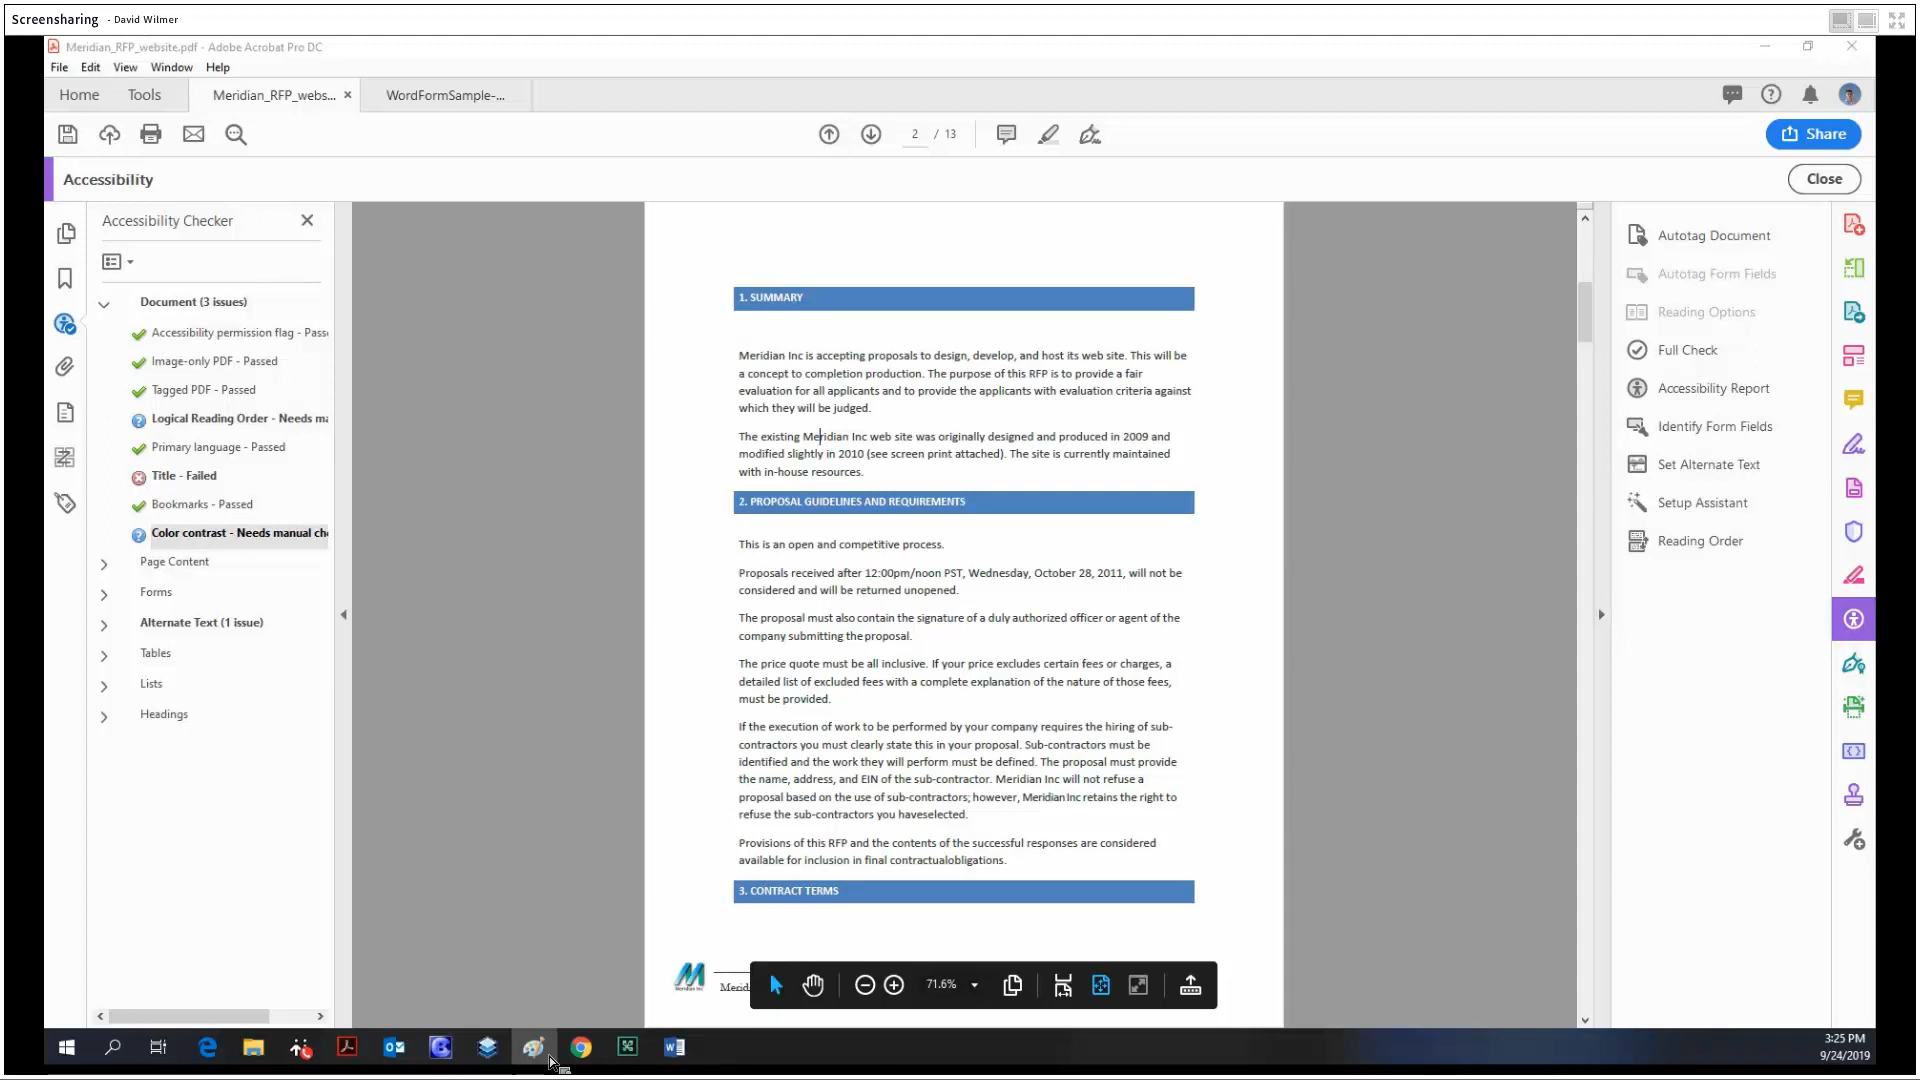 Screensharing - David Wilmer
Meridian_RFP_website.pdf - Adobe Acrobat Pro DC
File Edit View Window Help
Home Tools Meridian_RFP_webs... × WordFormSample-...
2 / 13
Share
Accessibility
Close
Accessibility Checker
Document (3 issues)
Accessibility permission flag - Passe
Image-only PDF - Passed
Tagged PDF - Passed
Logical Reading Order - Needs ma
Primary language - Passed
Title - Failed
Bookmarks - Passed
Color contrast - Needs manual che
Page Content
Forms
Alternate Text (1 issue)
Tables
Lists
Headings
1. SUMMARY
Meridian Inc is accepting proposals to design, develop, and host its web site. This will be
a concept to completion production. The purpose of this RFP is to provide a fair
evaluation for all applicants and to provide the applicants with evaluation criteria against
which they will be judged.
The existing Meridian Inc web site was originally designed and produced in 2009 and
modified slightly in 2010 (see screen print attached). The site is currently maintained
with in-house resources.
2. PROPOSAL GUIDELINES AND REQUIREMENTS
This is an open and competitive process.
Proposals received after 12:00pm/noon PST, Wednesday, October 28, 2011, will not be
considered and will be returned unopened.
The proposal must also contain the signature of a duly authorized officer or agent of the
company submitting the proposal.
The price quote must be all inclusive. If your price excludes certain fees or charges, a
detailed list of excluded fees with a complete explanation of the nature of those fees,
must be provided.
If the execution of work to be performed by your company requires the hiring of sub-
contractors you must clearly state this in your proposal. Sub-contractors must be
identified and the work they will perform must be defined. The proposal must provide
the name, address, and EIN of the sub-contractor. Meridian Inc will not refuse a
proposal based on the use of sub-contractors; however, Meridian Inc retains the right to
refuse the sub-contractors you haveselected.
Provisions of this RFP and the contents of the successful responses are considered
available for inclusion in final contractualobligations.
3. CONTRACT TERMS
Meridian Inc
Merid
71.6%
Autotag Document
Autotag Form Fields
Reading Options
Full Check
Accessibility Report
Identify Form Fields
Set Alternate Text
Setup Assistant
Reading Order
3:25 PM
9/24/2019